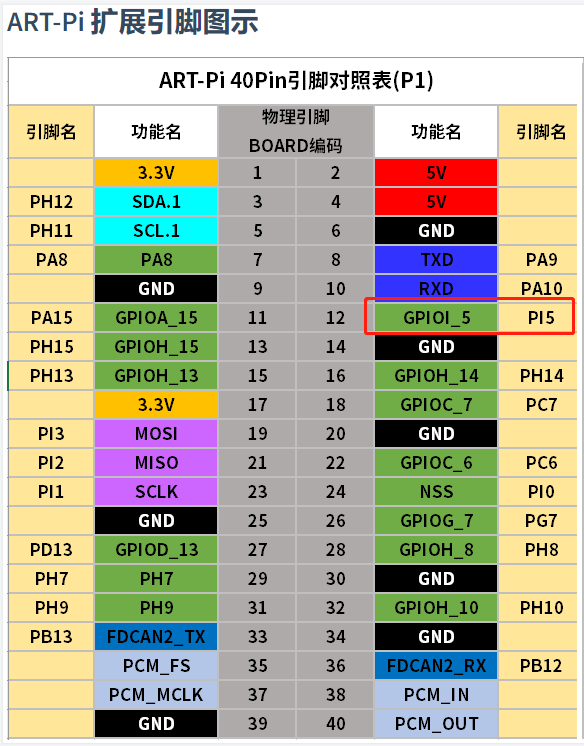 ART-Pi 扩展引脚图示
ART-Pi 40Pin引脚对照表(P1)
引脚名 功能名 物理引脚 BOARD编码 功能名 引脚名
3.3V 1 2 5V
PH12 SDA.1 3 4 5V
PH11 SCL.1 5 6 GND
PA8 PA8 7 8 TXD PA9
GND 9 10 RXD PA10
PA15 GPIOA_15 11 12 GPIOI_5 PI5
PH15 GPIOH_15 13 14 GND
PH13 GPIOH_13 15 16 GPIOH_14 PH14
3.3V 17 18 GPIOC_7 PC7
PI3 MOSI 19 20 GND
PI2 MISO 21 22 GPIOC_6 PC6
PI1 SCLK 23 24 NSS PI0
GND 25 26 GPIOG_7 PG7
PD13 GPIOD_13 27 28 GPIOH_8 PH8
PH7 PH7 29 30 GND
PH9 PH9 31 32 GPIOH_10 PH10
PB13 FDCAN2_TX 33 34 GND
PCM_FS 35 36 FDCAN2_RX PB12
PCM_MCLK 37 38 PCM_IN
GND 39 40 PCM_OUT